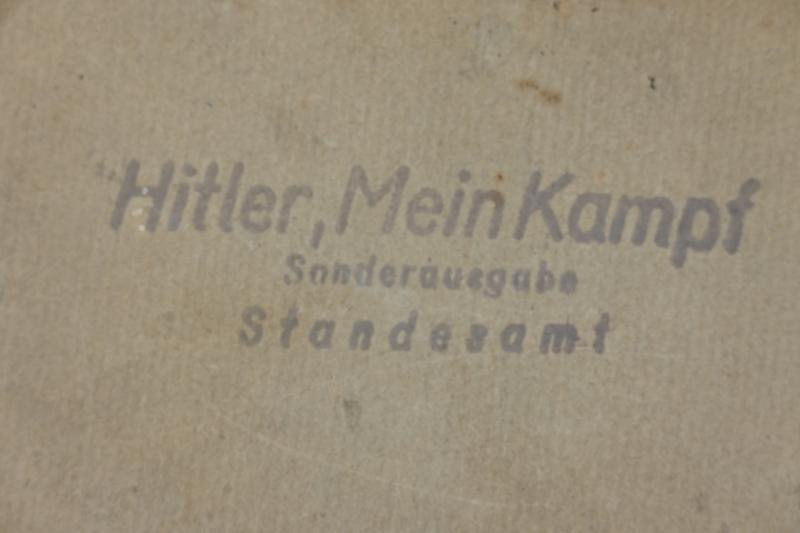 Hitler, Mein Kampf
Sonderausgabe
Standesamt